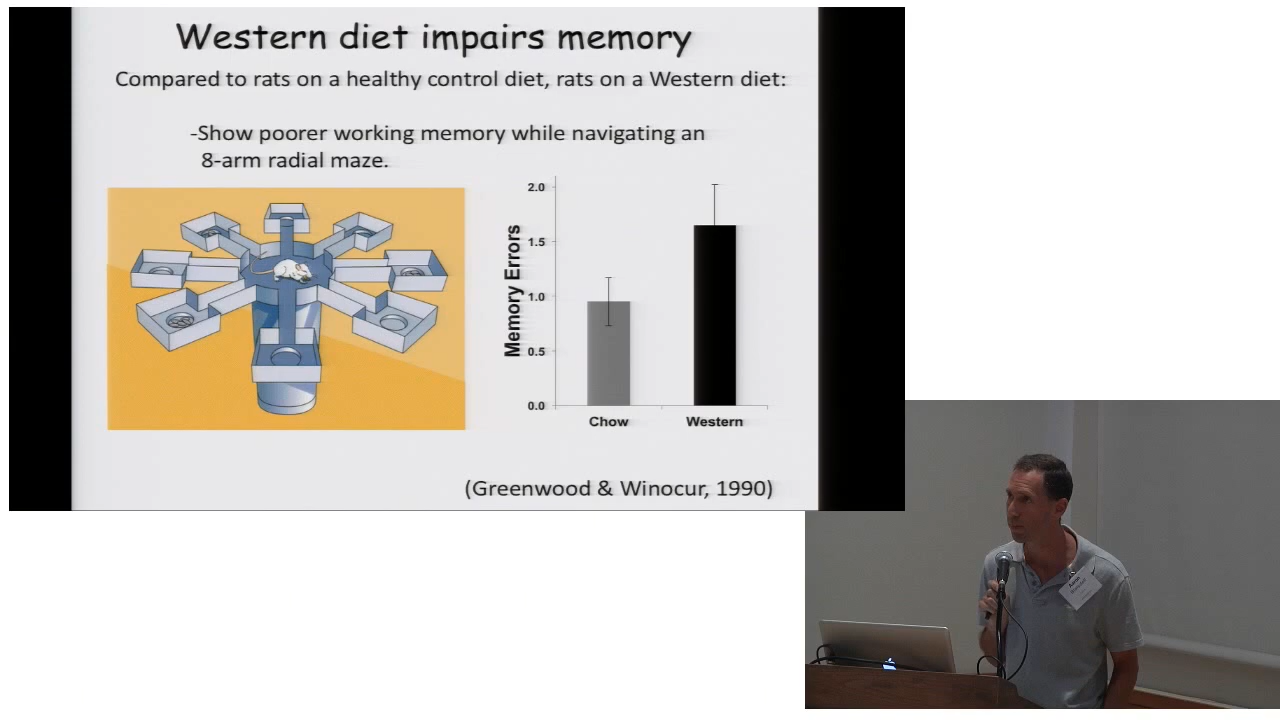 Western diet impairs memory
Compared to rats on a healthy control diet, rats on a Western diet:
-Show poorer working memory while navigating an
8-arm radial maze.
Memory Errors
2.0
1.5
1.0
0.5
0.0
Chow Western
(Greenwood & Winocur, 1990)
Aaron